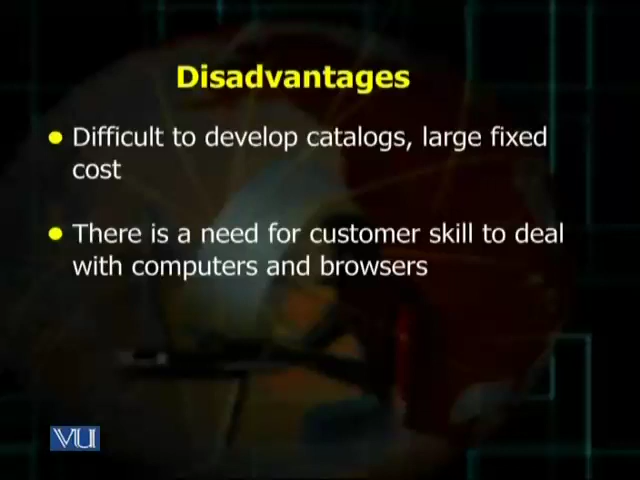 Disadvantages
Difficult to develop catalogs, large fixed
cost
There is a need for customer skill to deal
with computers and browsers
VU